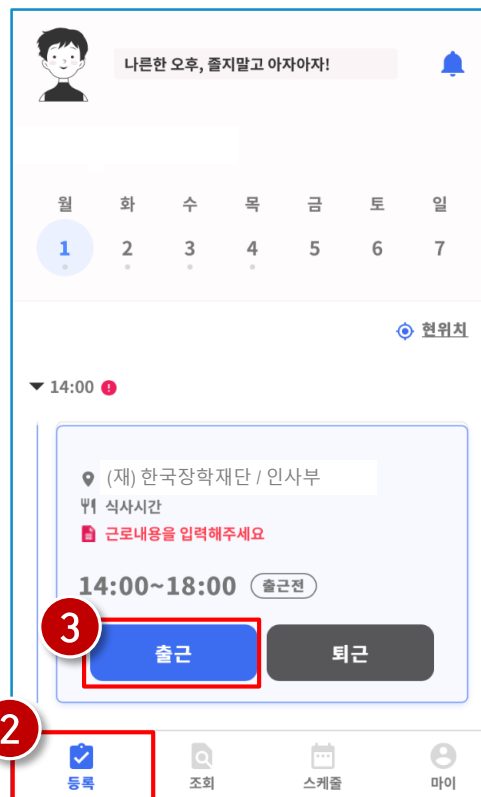 나른한 오후, 졸지말고 아자아자!
월 화 수 목 금 토 일
1 2 3 4 5 6 7
현위치
14:00 !
(재) 한국장학재단 / 인사부
식사시간
근로내용을 입력해주세요
14:00~18:00 출근전
3
출근 퇴근
2
등록 조회 스케줄 마이